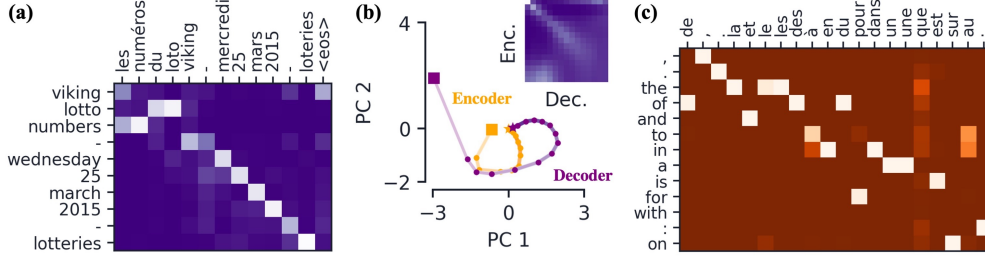 (a)
les
numéros
du
loto
viking
-
mercredi
25
mars
2015
-
loteries
<eos>
viking
lotto
numbers
-
wednesday
25
march
2015
-
lotteries
(b)
4
0
−2
PC 2
−3
0
3
PC 1
Encoder
Decoder
Enc.
Dec.
(c)
de
,
.
la
et
le
les
des
à
en
du
pour
dans
un
une
que
est
sur
au
.
,
.
the
of
and
to
in
a
is
for
with
:
on